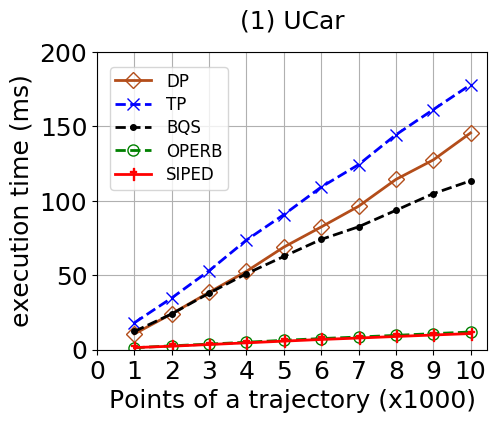 (1) UCar
execution time (ms)
200
150
100
50
0
DP
TP
BQS
OPERB
SIPED
0 1 2 3 4 5 6 7 8 9 10
Points of a trajectory (x1000)